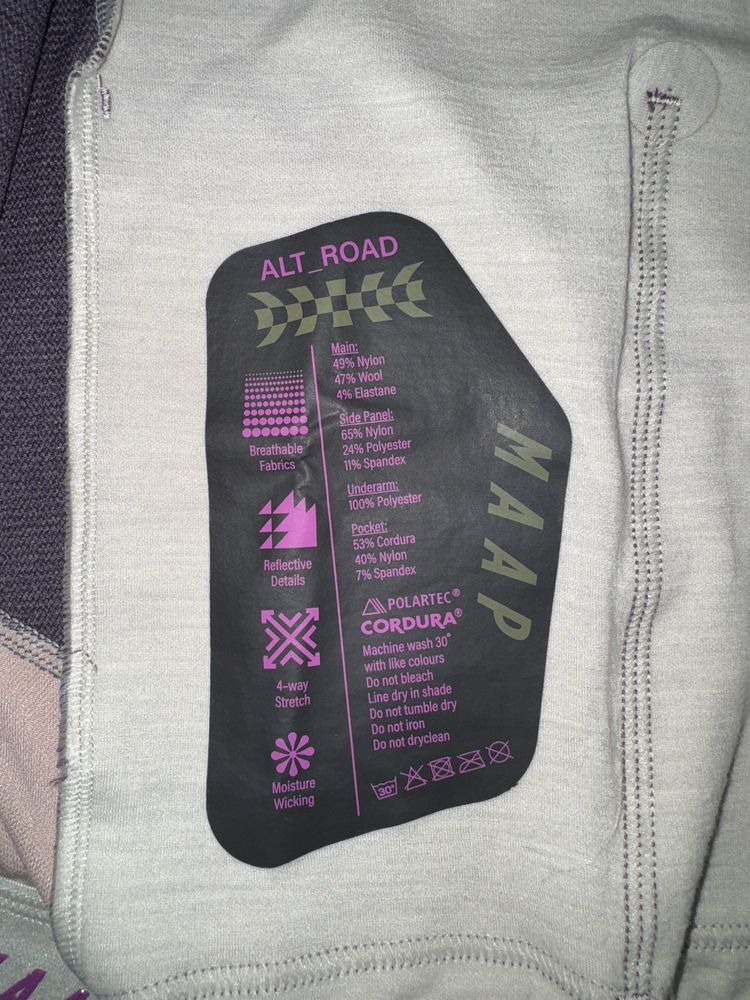 ALT_ROAD
Breathable
Fabrics
Reflective
Details
4-way
Stretch
Moisture
Wicking
Main:
49% Nylon
47% Wool
4% Elastane
Side Panel:
65% Nylon
24% Polyester
11% Spandex
Underarm:
100% Polyester
Pocket:
53% Cordura
40% Nylon
7% Spandex
POLARTEC®
CORDURA®
Machine wash 30°
with like colours
Do not bleach
Line dry in shade
Do not tumble dry
Do not iron
Do not dryclean
30°
MAAP